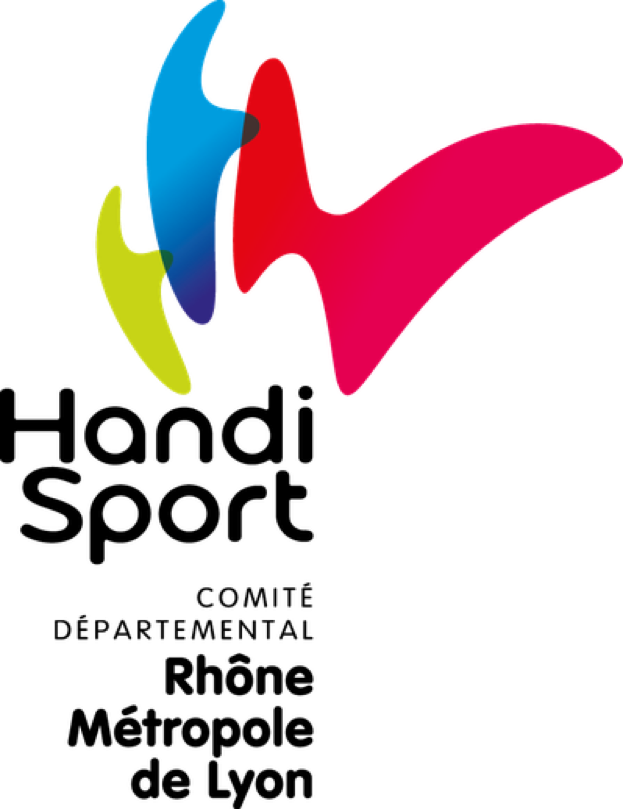 Handi
Sport
COMITÉ
DÉPARTEMENTAL
Rhône
Métropole
de Lyon